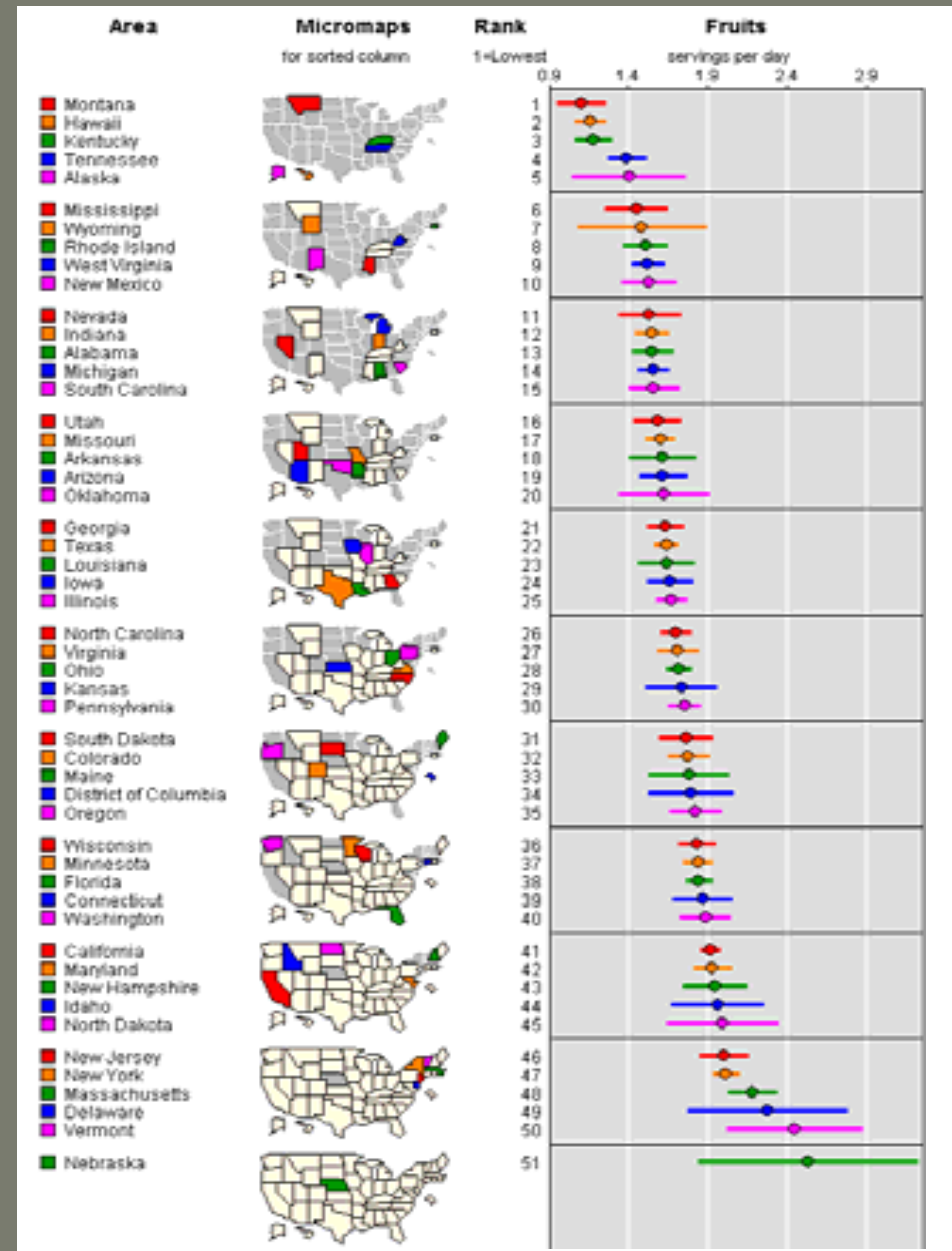 Area Micromaps Rank Fruits
for sorted column 1=Lowest servings per day
0.9 1.4 1.9 2.4 2.9
Montana 1
Hawaii 2
Kentucky 3
Tennessee 4
Alaska 5
Mississippi 6
Wyoming 7
Rhode Island 8
West Virginia 9
New Mexico 10
Nevada 11
Indiana 12
Alabama 13
Michigan 14
South Carolina 15
Utah 16
Missouri 17
Arkansas 18
Arizona 19
Oklahoma 20
Georgia 21
Texas 22
Louisiana 23
Iowa 24
Illinois 25
North Carolina 26
Virginia 27
Ohio 28
Kansas 29
Pennsylvania 30
South Dakota 31
Colorado 32
Maine 33
District of Columbia 34
Oregon 35
Wisconsin 36
Minnesota 37
Florida 38
Connecticut 39
Washington 40
California 41
Maryland 42
New Hampshire 43
Idaho 44
North Dakota 45
New Jersey 46
New York 47
Massachusetts 48
Delaware 49
Vermont 50
Nebraska 51